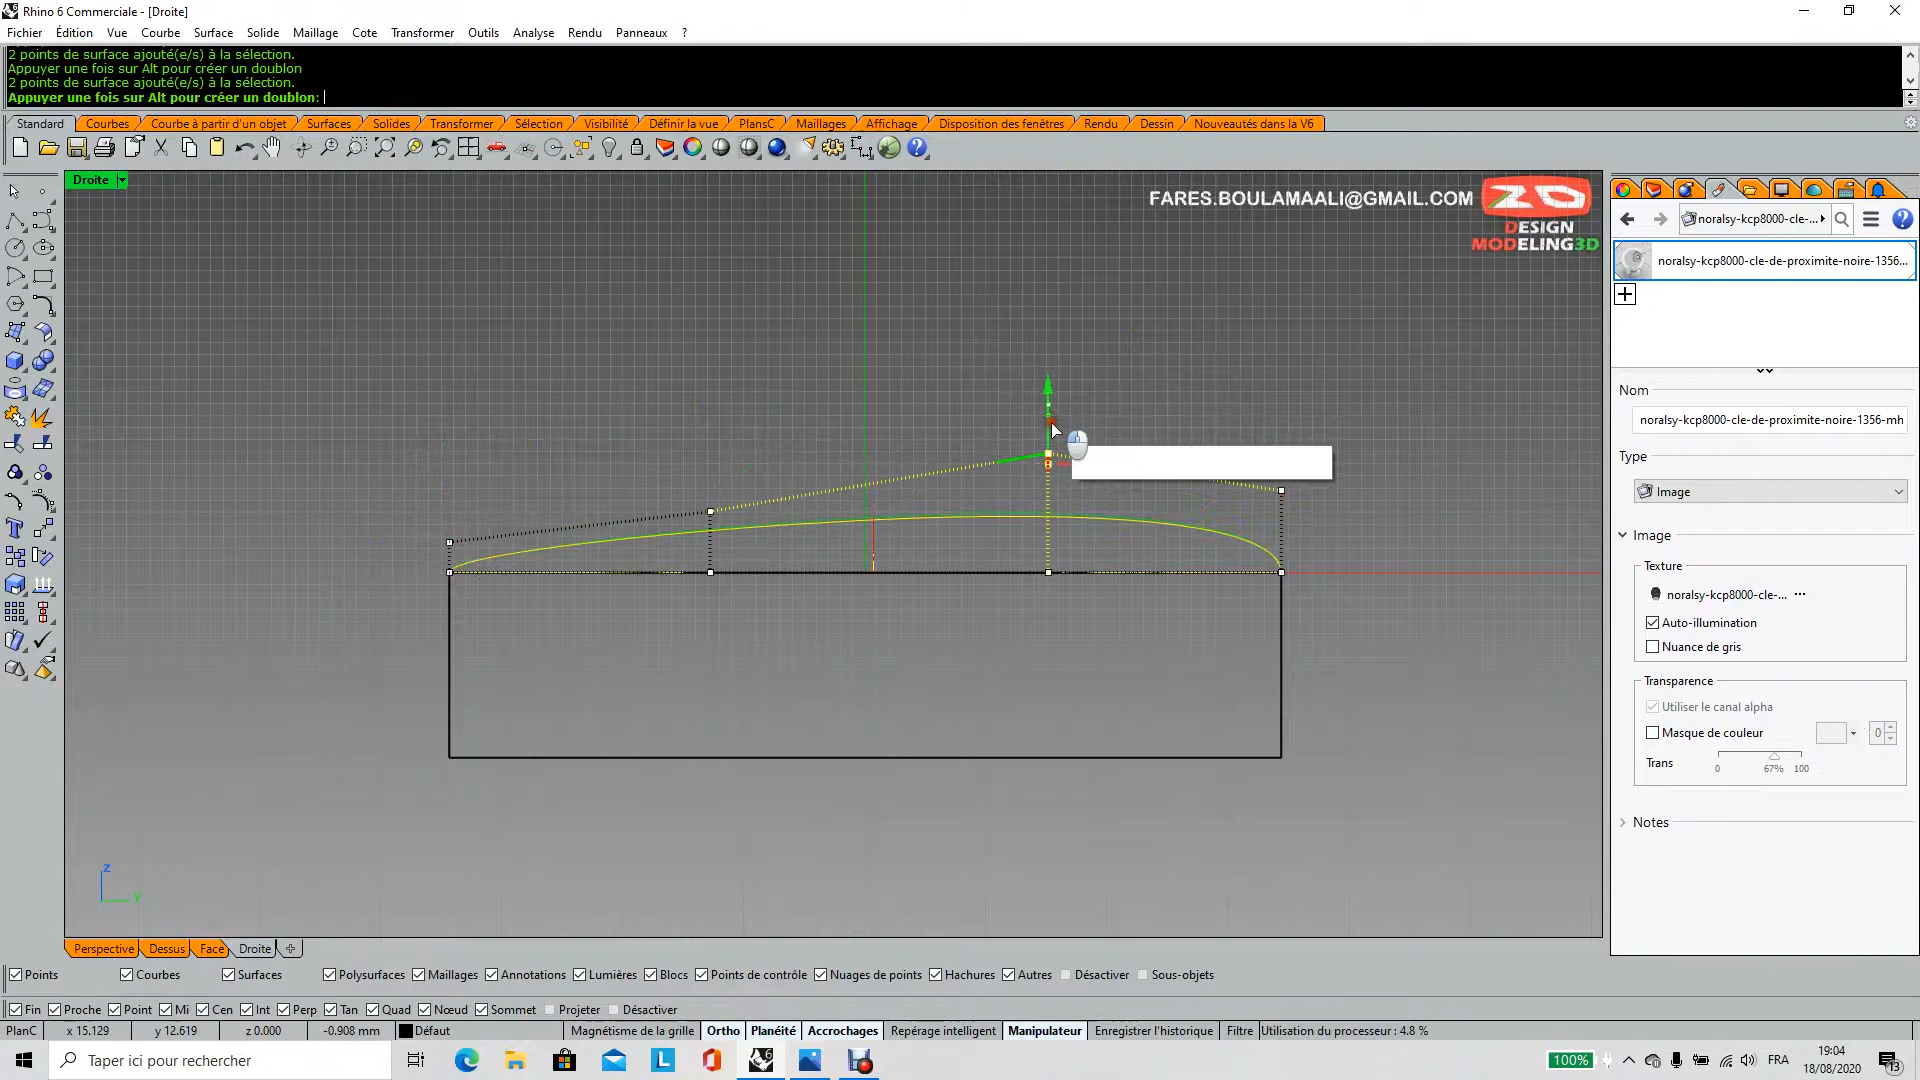 Rhino 6 Commerciale - [Droite]
Fichier Édition Vue Courbe Surface Solide Maillage Cote Transformer Outils Analyse Rendu Panneaux ?
2 points de surface ajouté(e/s) à la sélection.
Appuyer une fois sur Alt pour créer un doublon
2 points de surface ajouté(e/s) à la sélection.
Appuyer une fois sur Alt pour créer un doublon:
Standard Courbes Courbe à partir d'un objet Surfaces Solides Transformer Sélection Visibilité Définir la vue PlansC Maillages Affichage Disposition des fenêtres Rendu Dessin Nouveautés dans la V6
Droite
FARES.BOULAMAALI@GMAIL.COM
DESIGN
MODELING3D
noralsy-kcp8000-cle-...
noralsy-kcp8000-cle-de-proximite-noire-1356...
Nom
noralsy-kcp8000-cle-de-proximite-noire-1356-mh
Type
Image
Image
Texture
noralsy-kcp8000-cle-... ...
Auto-illumination
Nuance de gris
Transparence
Utiliser le canal alpha
Masque de couleur 0
Trans 0 67% 100
Notes
z
y
Perspective Dessus Face Droite
Points Courbes Surfaces Polysurfaces Maillages Annotations Lumières Blocs Points de contrôle Nuages de points Hachures Autres Désactiver Sous-objets
Fin Proche Point Mi Cen Int Perp Tan Quad Nœud Sommet Projeter Désactiver
PlanC x 15.129 y 12.619 z 0.000 -0.908 mm Défaut Magnétisme de la grille Ortho Planéité Accrochages Repérage intelligent Manipulateur Enregistrer l'historique Filtre Utilisation du processeur : 4.8 %
Taper ici pour rechercher
100% FRA 19:04
18/08/2020 13